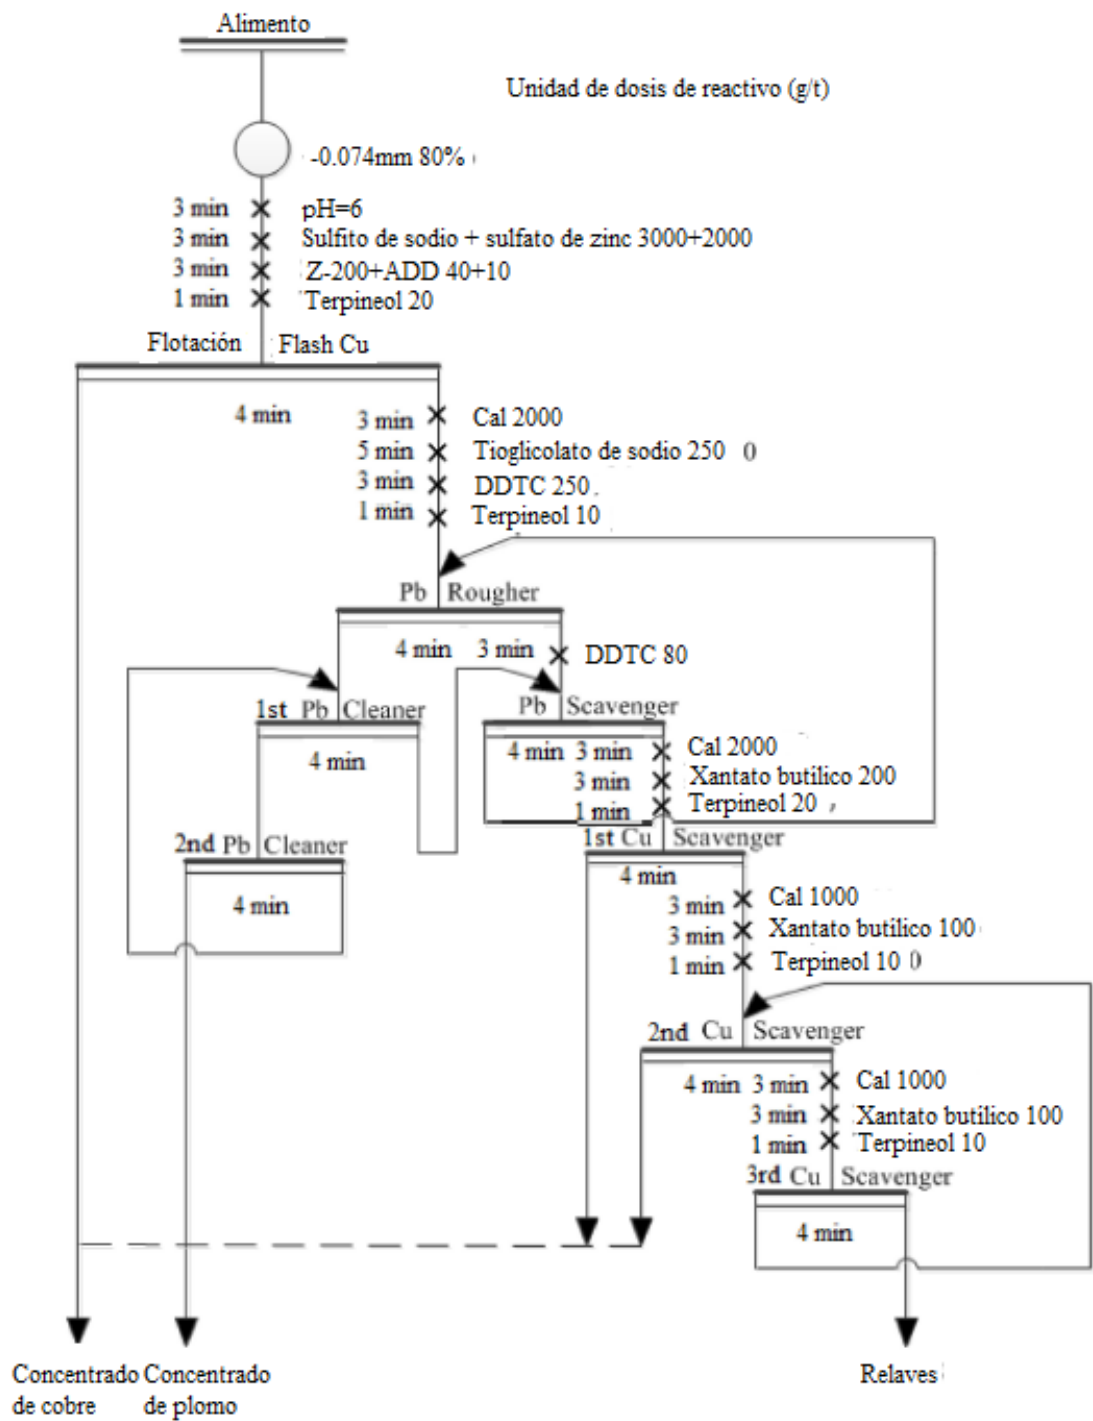 Alimento
Unidad de dosis de reactivo (g/t)
-0.074mm 80%
3 min pH=6
3 min Sulfito de sodio + sulfato de zinc 3000+2000
3 min Z-200+ADD 40+10
1 min Terpineol 20
Flotación Flash Cu
4 min
3 min Cal 2000
5 min Tioglicolato de sodio 250 0
3 min DDTC 250
1 min Terpineol 10
Pb Rougher
4 min 3 min DDTC 80
1st Pb Cleaner
4 min
Pb Scavenger
4 min 3 min Cal 2000
3 min Xantato butilico 200
1 min Terpineol 20
2nd Pb Cleaner
4 min
1st Cu Scavenger
4 min
3 min Cal 1000
3 min Xantato butilico 100
1 min Terpineol 10 0
2nd Cu Scavenger
4 min 3 min Cal 1000
3 min Xantato butilico 100
1 min Terpineol 10
3rd Cu Scavenger
4 min
Concentrado
de cobre
Concentrado
de plomo
Relaves